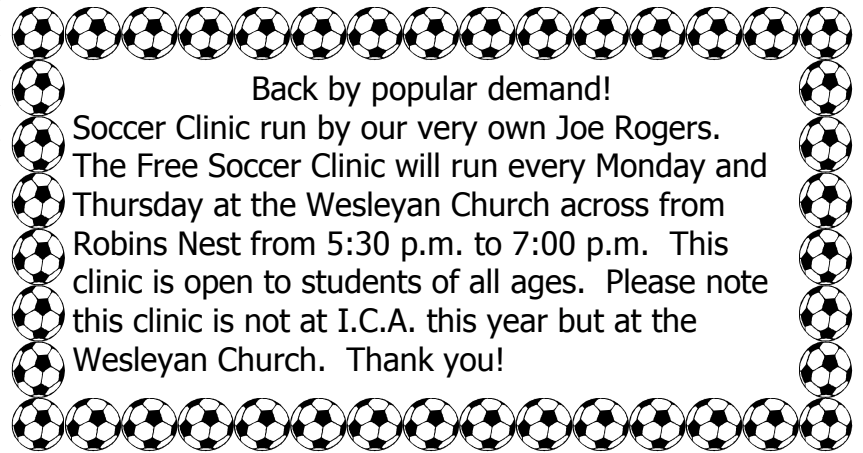 Back by popular demand!
Soccer Clinic run by our very own Joe Rogers.
The Free Soccer Clinic will run every Monday and
Thursday at the Wesleyan Church across from
Robins Nest from 5:30 p.m. to 7:00 p.m.  This
clinic is open to students of all ages.  Please note
this clinic is not at I.C.A. this year but at the
Wesleyan Church.  Thank you!